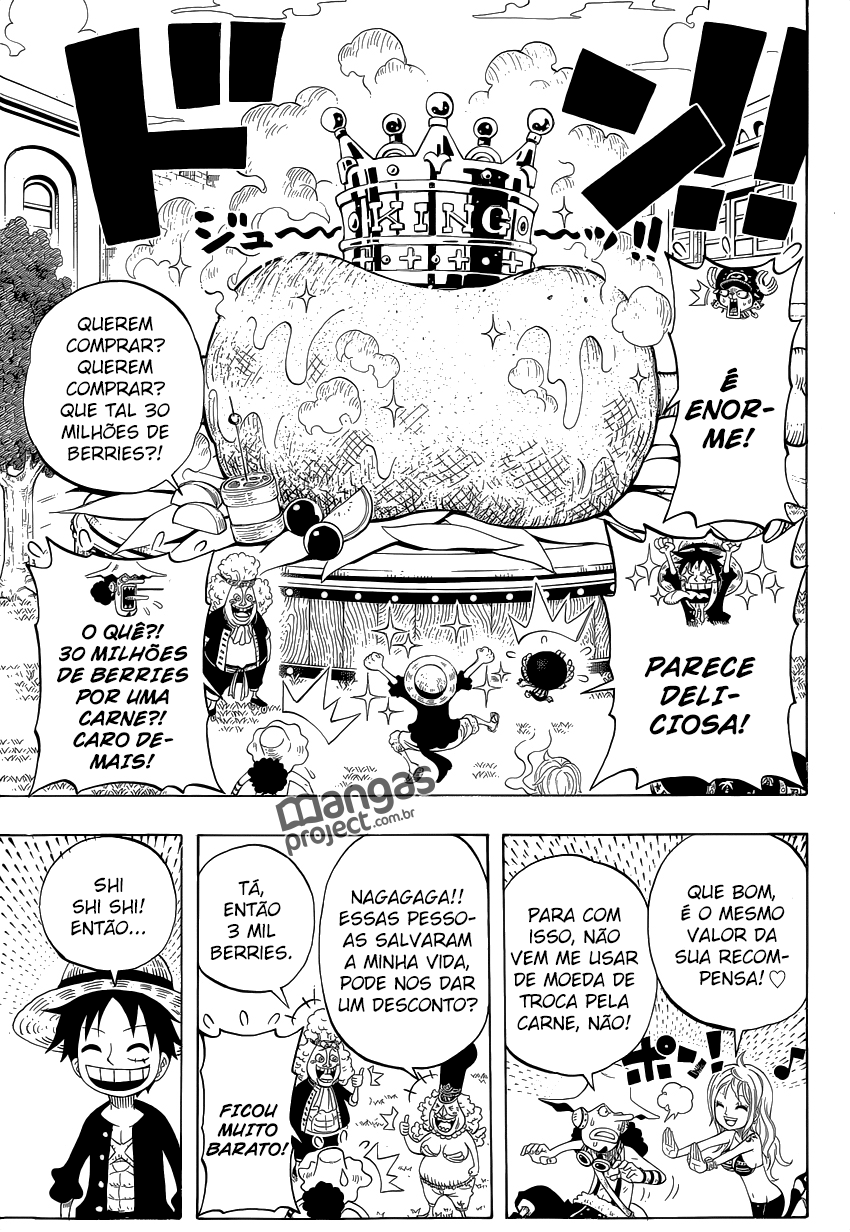 ドン!!
ジュ〜〜〜ッ!!
KING
É
ENOR-
ME!
QUEREM
COMPRAR?
QUEREM
COMPRAR?
QUE TAL 30
MILHÕES DE
BERRIES?!
PARECE
DELI-
CIOSA!
O QUÊ?!
30 MILHÕES
DE BERRIES
POR UMA
CARNE?!
CARO DE-
MAIS!
mangas
project.com.br
QUE BOM,
É O MESMO
VALOR DA
SUA RECOM-
PENSA!♡
PARA COM
ISSO, NÃO
VEM ME USAR
DE MOEDA DE
TROCA PELA
CARNE, NÃO!
ポーン!
NAGAGAGA!!
ESSAS PESSO-
AS SALVARAM
A MINHA VIDA,
PODE NOS DAR
UM DESCONTO?
TÁ,
ENTÃO
3 MIL
BERRIES.
FICOU
MUITO
BARATO!
SHI
SHI SHI!
ENTÃO...